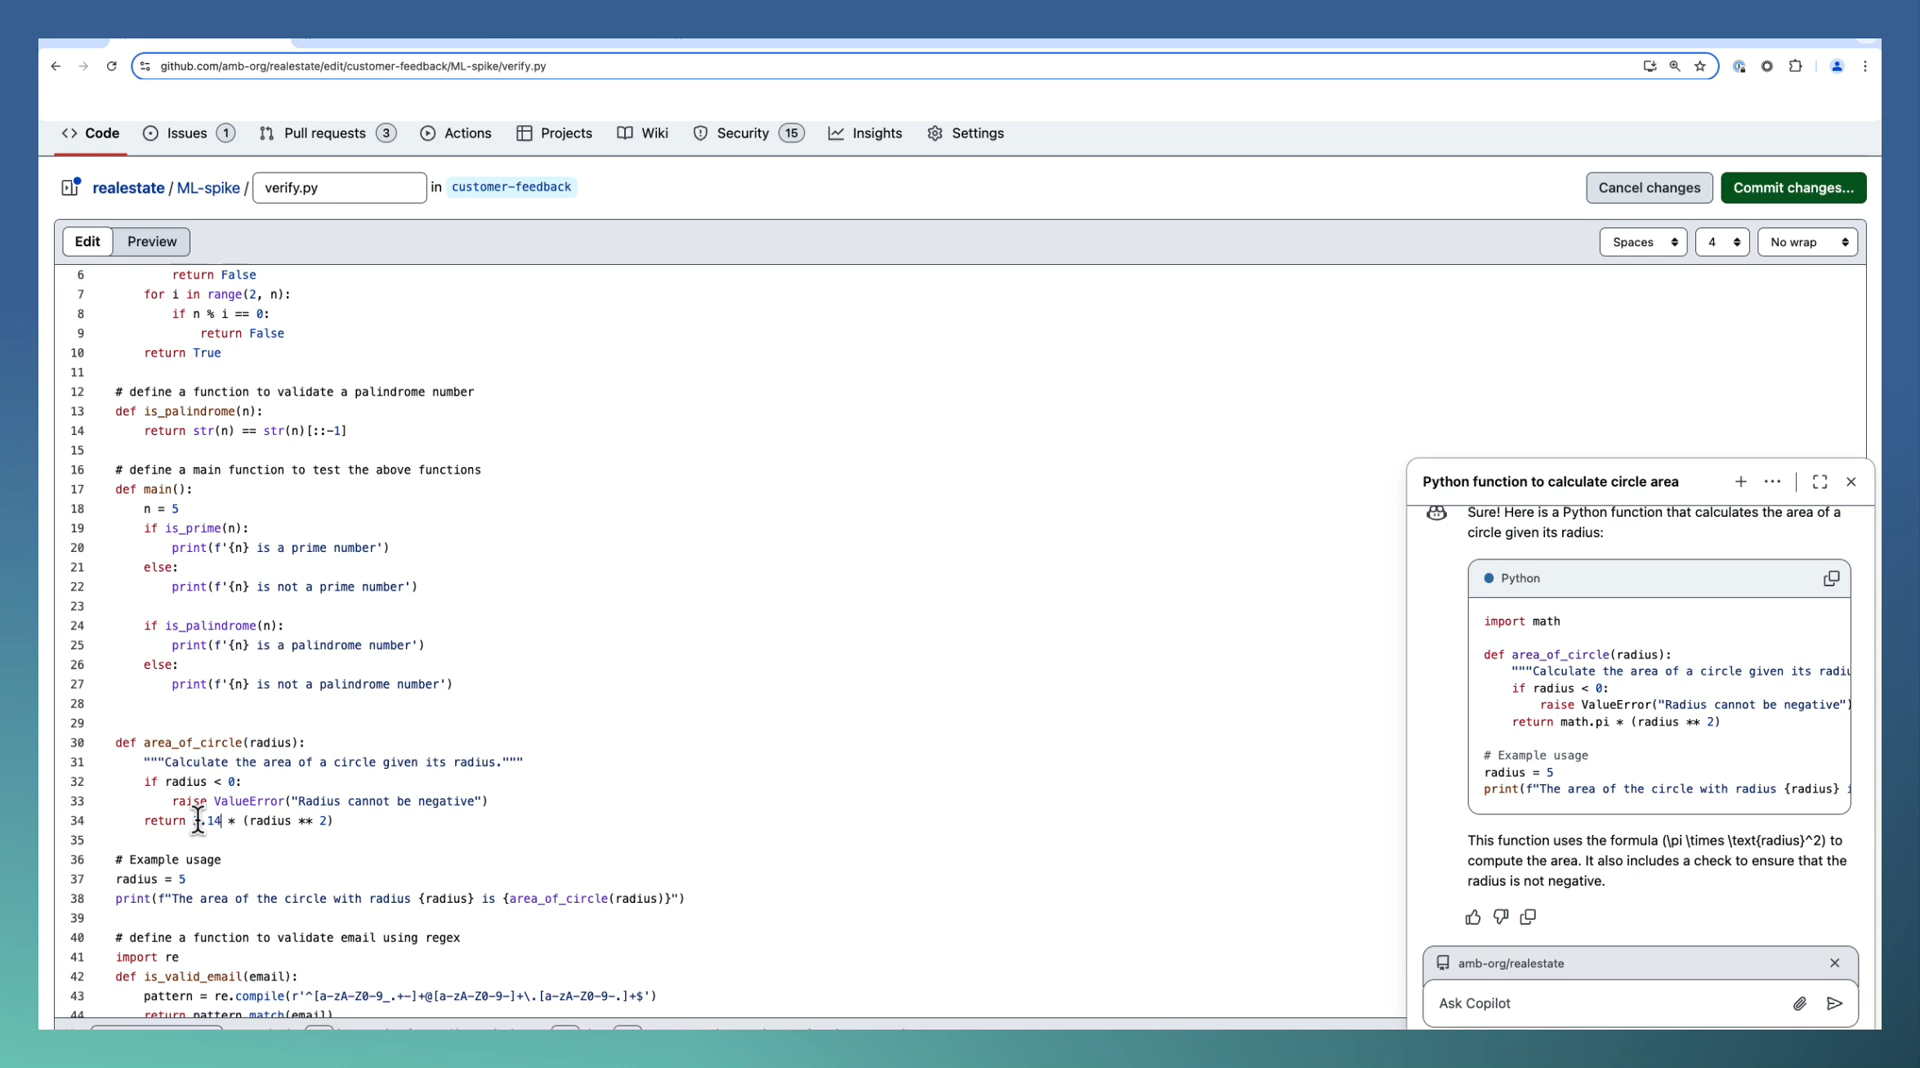 github.com/amb-org/realestate/edit/customer-feedback/ML-spike/verify.py
Code Issues 1 Pull requests 3 Actions Projects Wiki Security 15 Insights Settings
realestate / ML-spike / verify.py in customer-feedback Cancel changes Commit changes...
Edit Preview Spaces 4 No wrap
6         return False
7     for i in range(2, n):
8         if n % i == 0:
9             return False
10     return True
11
12 # define a function to validate a palindrome number
13 def is_palindrome(n):
14     return str(n) == str(n)[::-1]
15
16 # define a main function to test the above functions
17 def main():
18     n = 5
19     if is_prime(n):
20         print(f'{n} is a prime number')
21     else:
22         print(f'{n} is not a prime number')
23
24     if is_palindrome(n):
25         print(f'{n} is a palindrome number')
26     else:
27         print(f'{n} is not a palindrome number')
28
29
30 def area_of_circle(radius):
31     """Calculate the area of a circle given its radius."""
32     if radius < 0:
33         raise ValueError("Radius cannot be negative")
34     return .14 * (radius ** 2)
35
36 # Example usage
37 radius = 5
38 print(f"The area of the circle with radius {radius} is {area_of_circle(radius)}")
39
40 # define a function to validate email using regex
41 import re
42 def is_valid_email(email):
43     pattern = re.compile(r'^[a-zA-Z0-9_.+-]+@[a-zA-Z0-9-]+\.[a-zA-Z0-9-.]+$')
44     return pattern.match(email)
Python function to calculate circle area
Sure! Here is a Python function that calculates the area of a
circle given its radius:
Python
import math
def area_of_circle(radius):
    """Calculate the area of a circle given its radiu
    if radius < 0:
        raise ValueError("Radius cannot be negative")
    return math.pi * (radius ** 2)
# Example usage
radius = 5
print(f"The area of the circle with radius {radius} i
This function uses the formula (\pi \times \text{radius}^2) to
compute the area. It also includes a check to ensure that the
radius is not negative.
amb-org/realestate
Ask Copilot